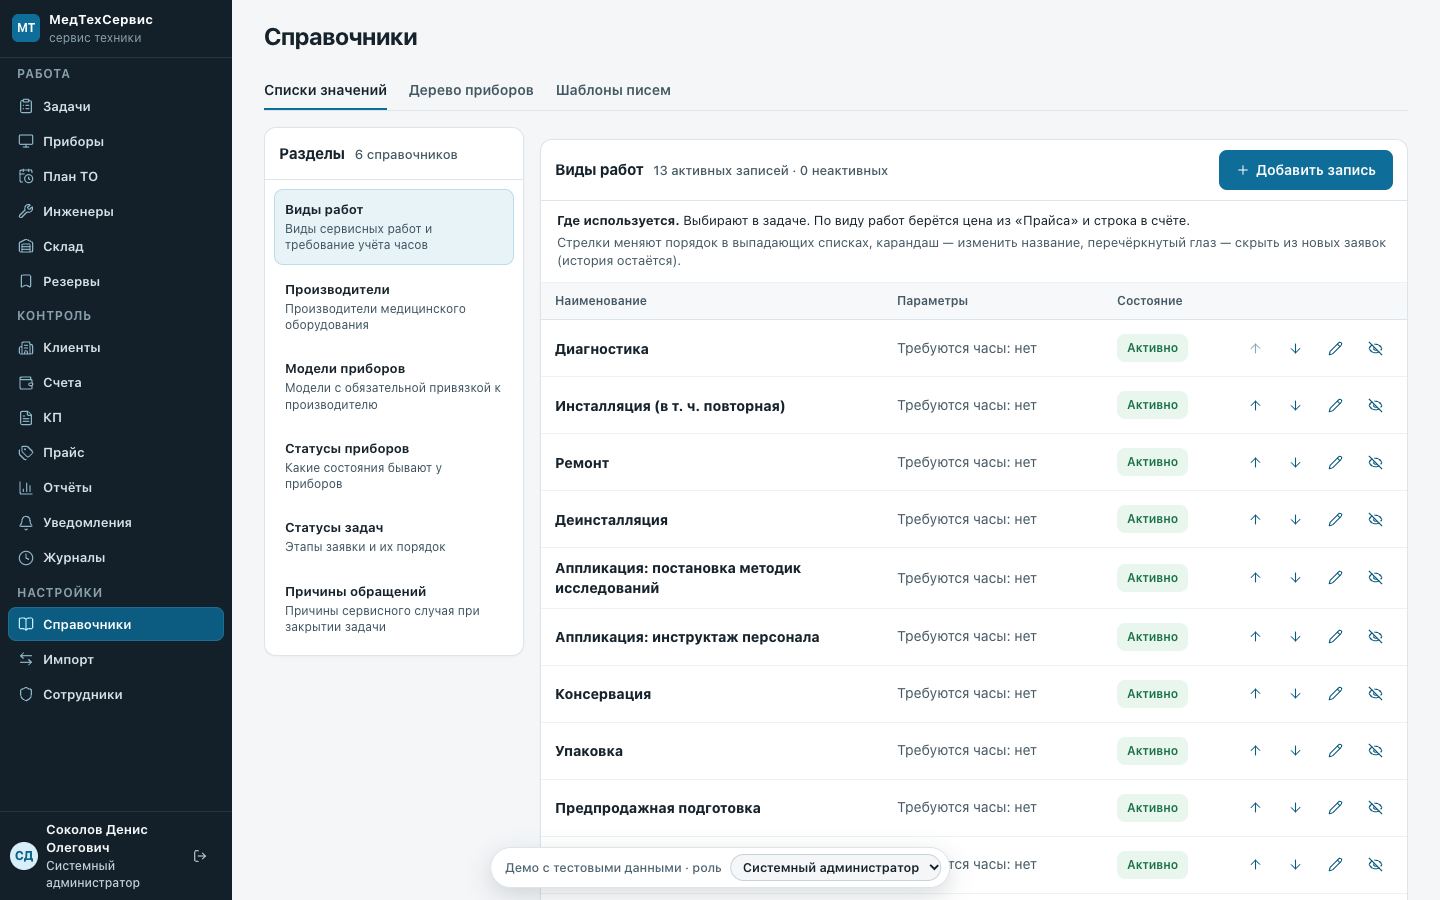 МТ
МедТехСервис
сервис техники
РАБОТА
Задачи
Приборы
План ТО
Инженеры
Склад
Резервы
КОНТРОЛЬ
Клиенты
Счета
КП
Прайс
Отчёты
Уведомления
Журналы
НАСТРОЙКИ
Справочники
Импорт
Сотрудники
СД
Соколов Денис
Олегович
Системный
администратор
Справочники
Списки значений
Дерево приборов
Шаблоны писем
Разделы 6 справочников
Виды работ
Виды сервисных работ и
требование учёта часов
Производители
Производители медицинского
оборудования
Модели приборов
Модели с обязательной привязкой к
производителю
Статусы приборов
Какие состояния бывают у
приборов
Статусы задач
Этапы заявки и их порядок
Причины обращений
Причины сервисного случая при
закрытии задачи
Виды работ 13 активных записей · 0 неактивных
+ Добавить запись
Где используется. Выбирают в задаче. По виду работ берётся цена из «Прайса» и строка в счёте.
Стрелки меняют порядок в выпадающих списках, карандаш — изменить название, перечёркнутый глаз — скрыть из новых заявок
(история остаётся).
Наименование Параметры Состояние
Диагностика Требуются часы: нет Активно
Инсталляция (в т. ч. повторная) Требуются часы: нет Активно
Ремонт Требуются часы: нет Активно
Деинсталляция Требуются часы: нет Активно
Аппликация: постановка методик
исследований Требуются часы: нет Активно
Аппликация: инструктаж персонала Требуются часы: нет Активно
Консервация Требуются часы: нет Активно
Упаковка Требуются часы: нет Активно
Предпродажная подготовка Требуются часы: нет Активно
часы: нет Активно
Демо с тестовыми данными · роль Системный администратор